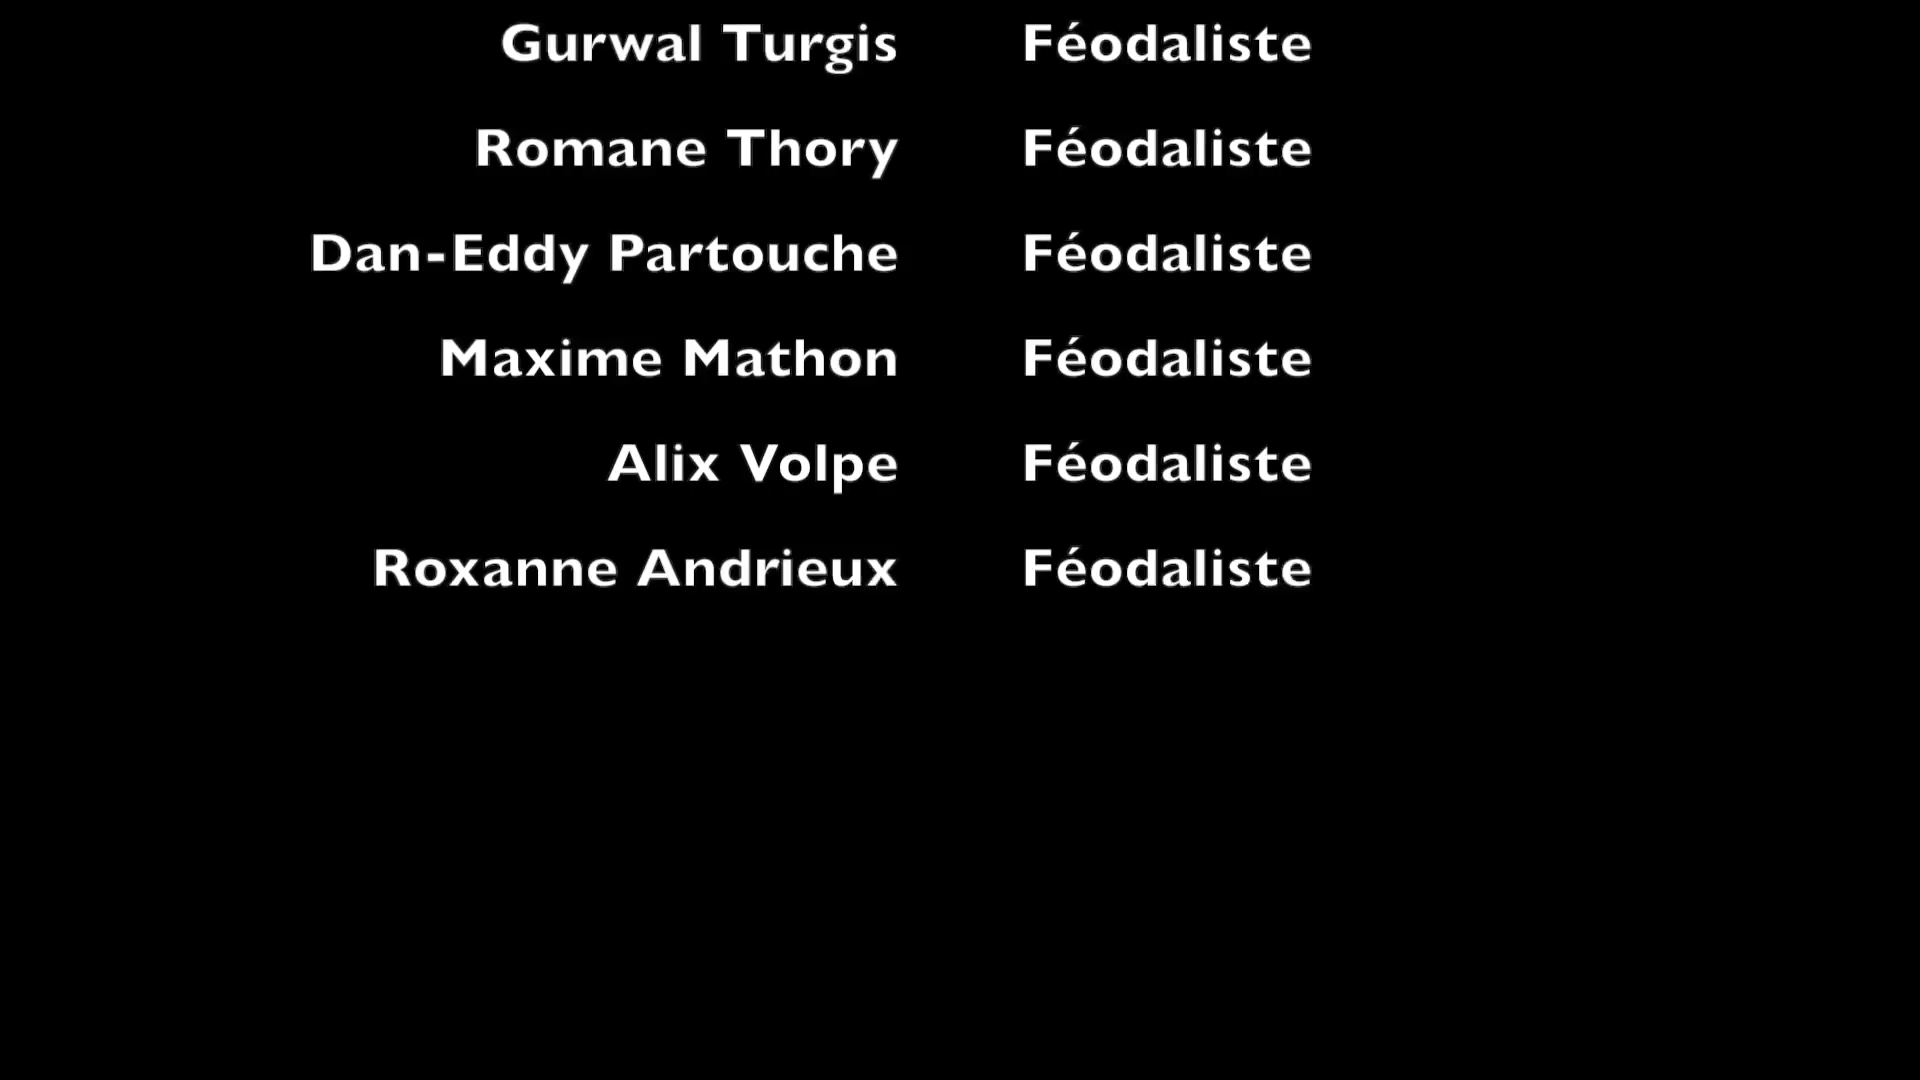 Gurwal Turgis Féodaliste
Romane Thory Féodaliste
Dan-Eddy Partouche Féodaliste
Maxime Mathon Féodaliste
Alix Volpe Féodaliste
Roxanne Andrieux Féodaliste